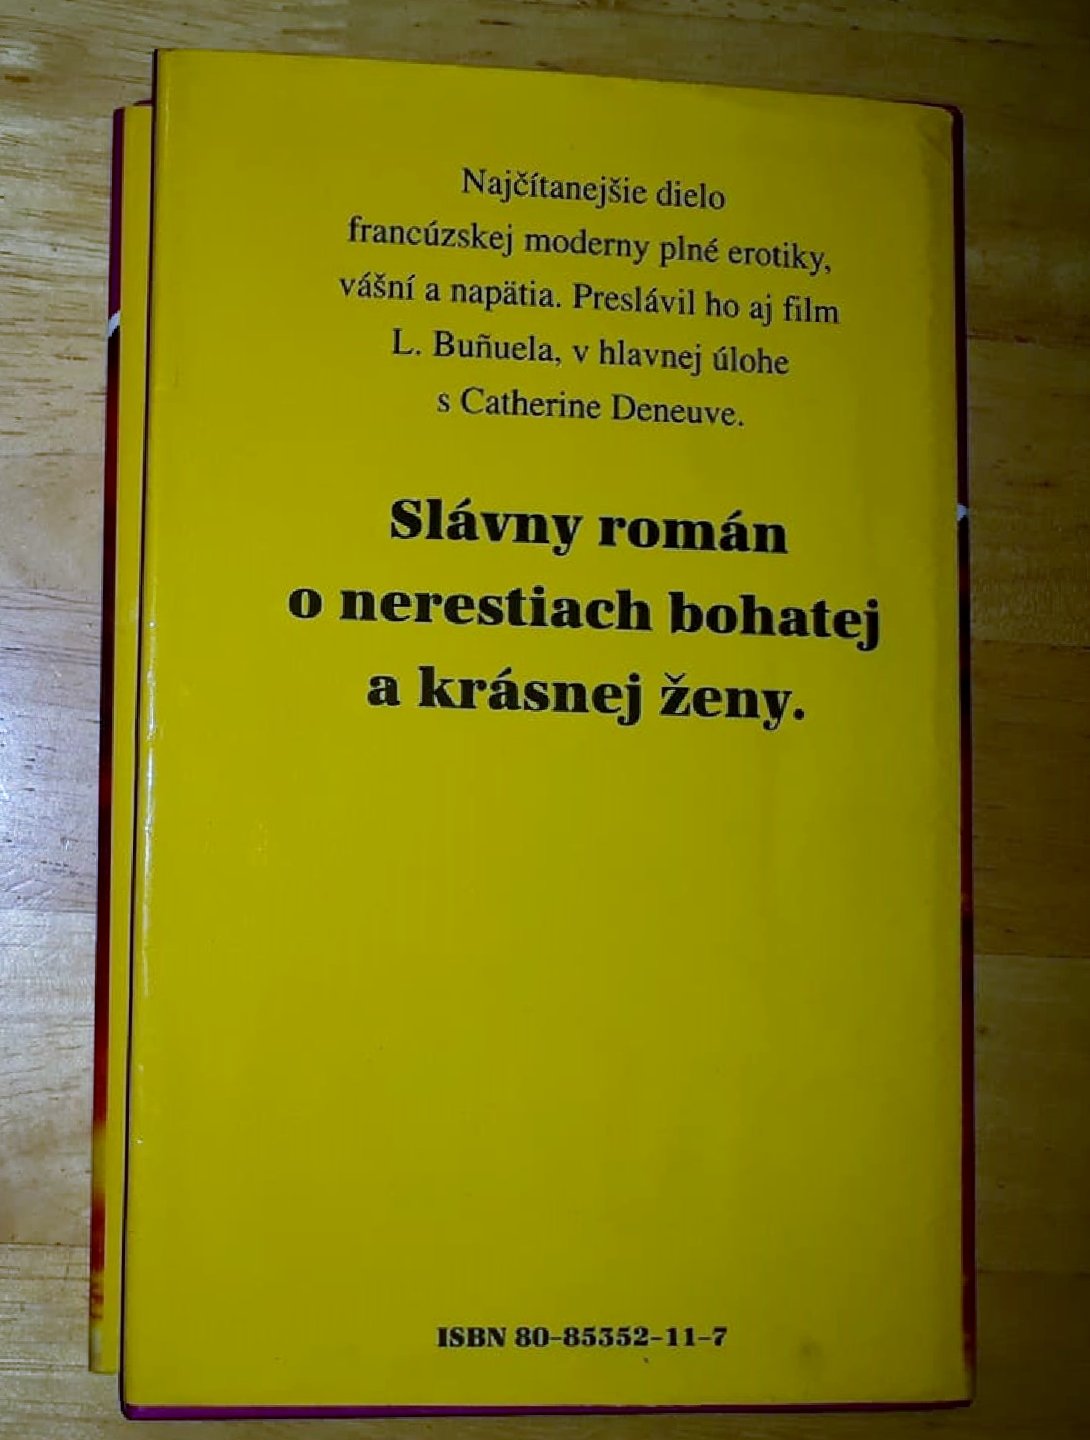 Najčítanejšie dielo
francúzskej moderny plné erotiky,
vášní a napätia. Preslávil ho aj film
L. Buñuela, v hlavnej úlohe
s Catherine Deneuve.
Slávny román
o nerestiach bohatej
a krásnej ženy.
ISBN 80-85352-11-7